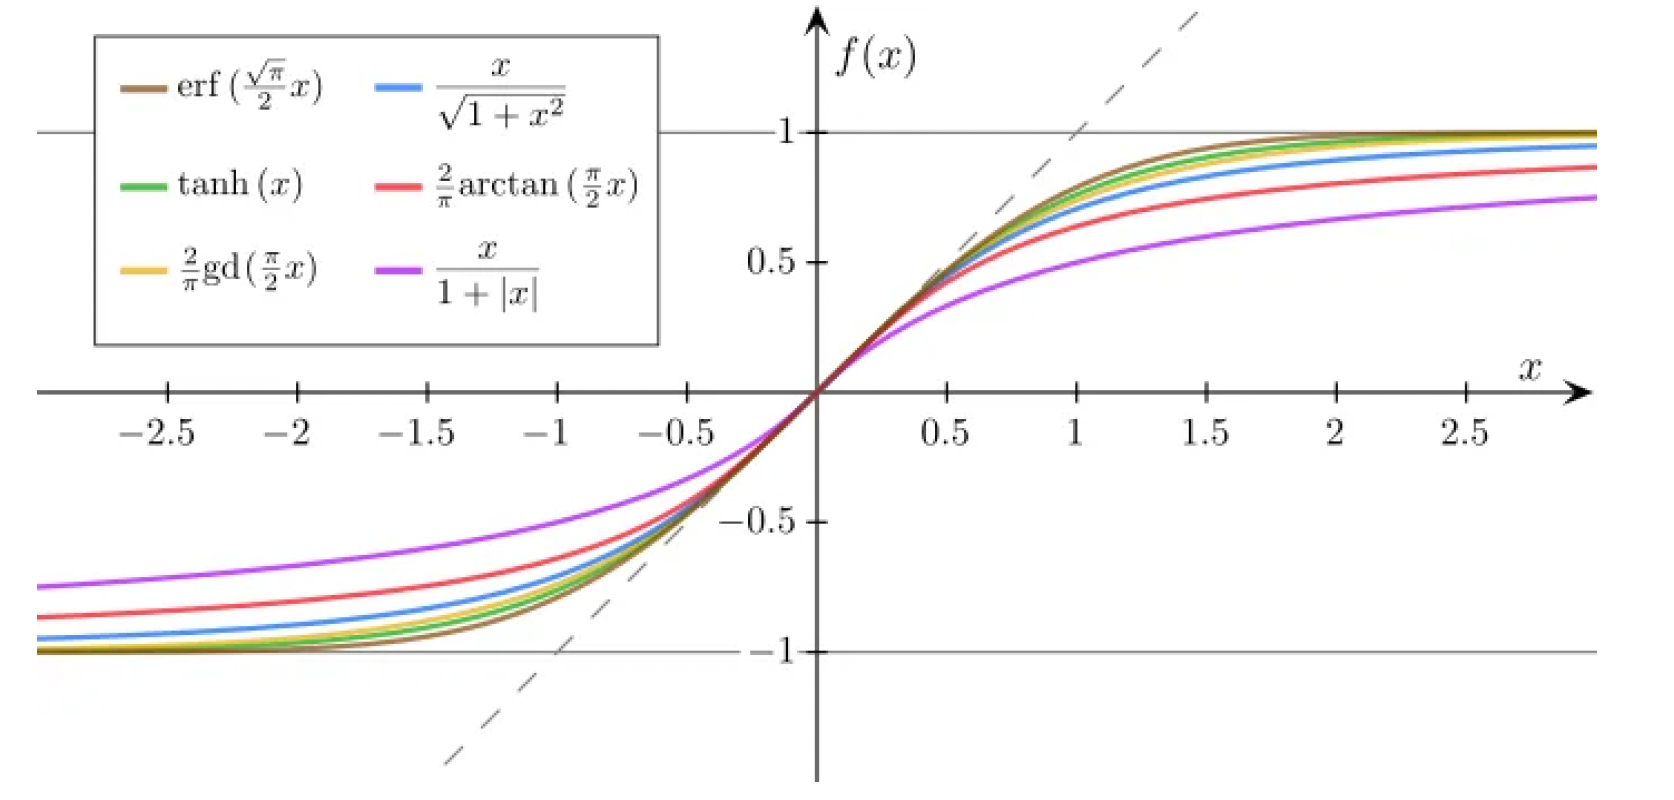 f(x)
erf (√π/2 x)
x/√(1 + x²)
tanh (x)
2/π arctan (π/2 x)
2/π gd(π/2 x)
x/(1 + |x|)
1
0.5
x
−2.5 −2 −1.5 −1 −0.5 0.5 1 1.5 2 2.5
−0.5
−1